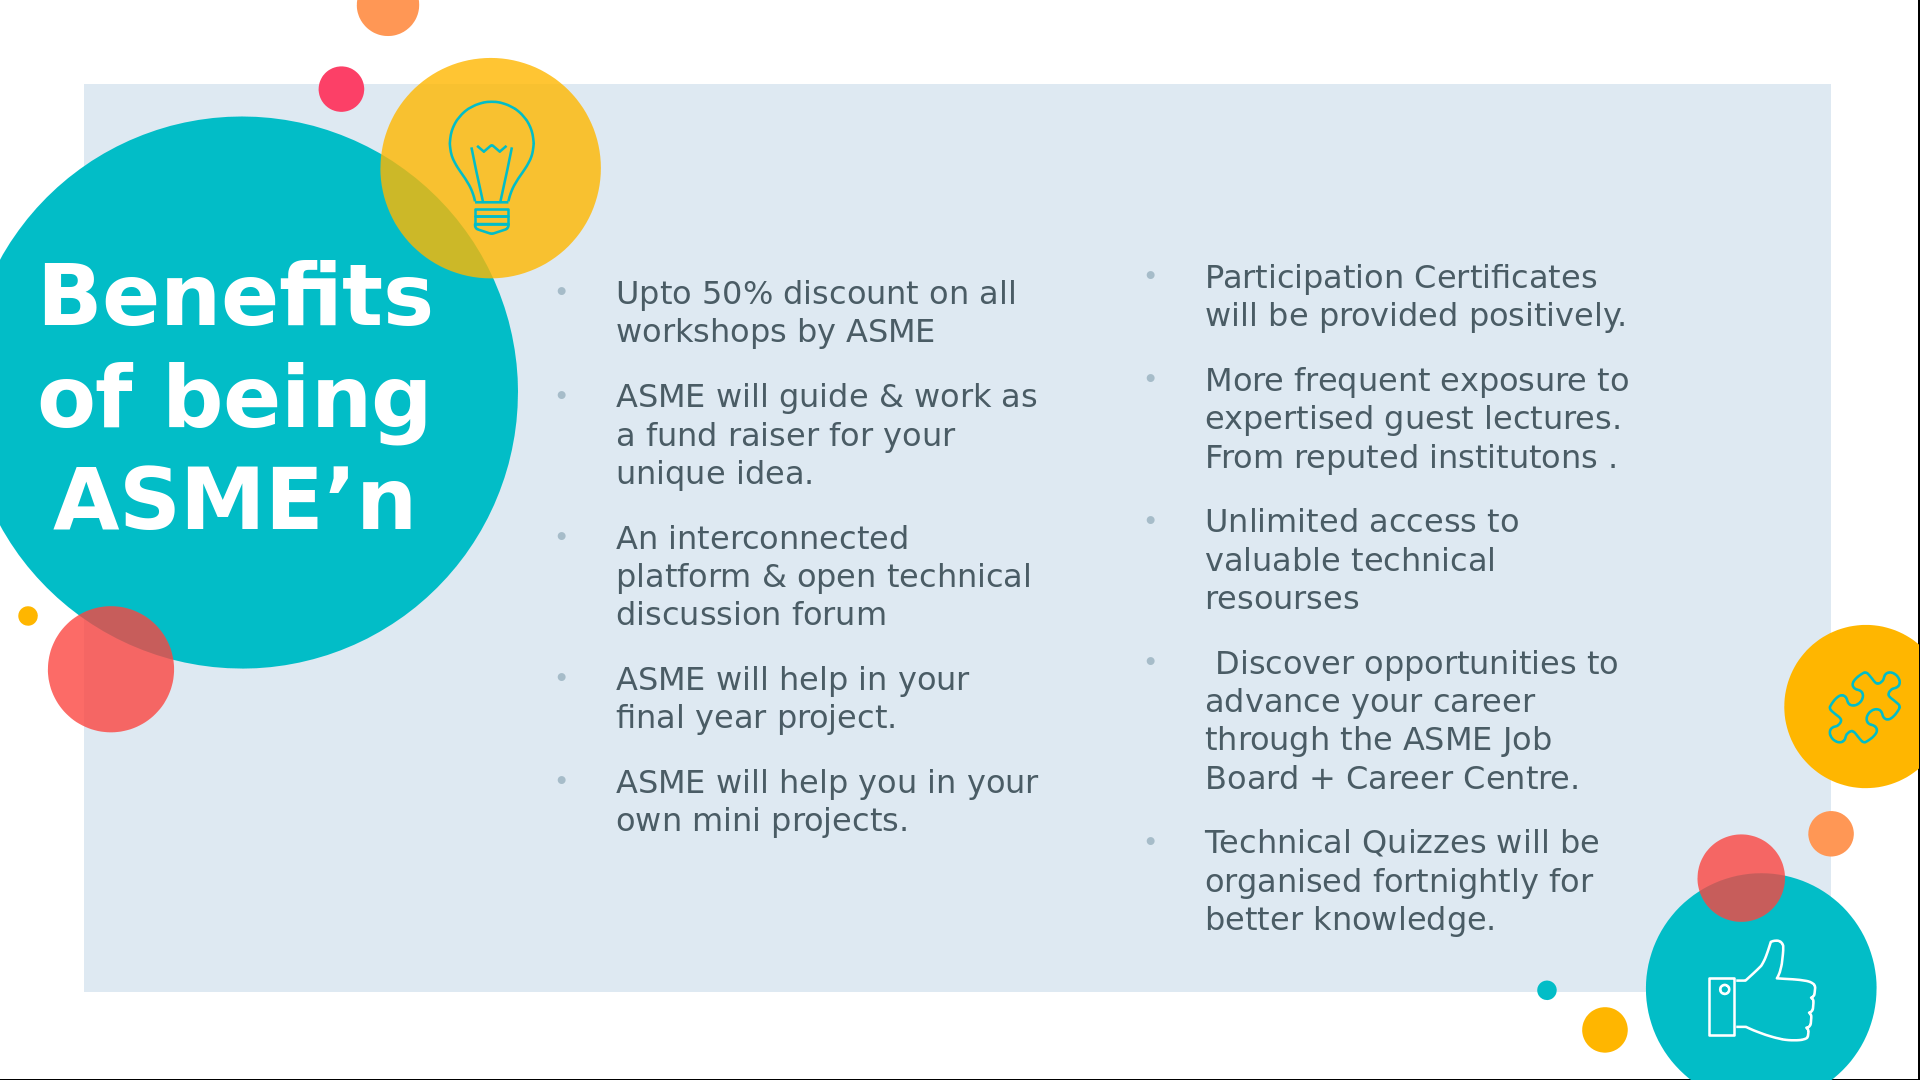 Benefits
of being
ASME’n
• Upto 50% discount on all
workshops by ASME
• ASME will guide & work as
a fund raiser for your
unique idea.
• An interconnected
platform & open technical
discussion forum
• ASME will help in your
final year project.
• ASME will help you in your
own mini projects.
• Participation Certificates
will be provided positively.
• More frequent exposure to
expertised guest lectures.
From reputed institutons .
• Unlimited access to
valuable technical
resourses
• Discover opportunities to
advance your career
through the ASME Job
Board + Career Centre.
• Technical Quizzes will be
organised fortnightly for
better knowledge.